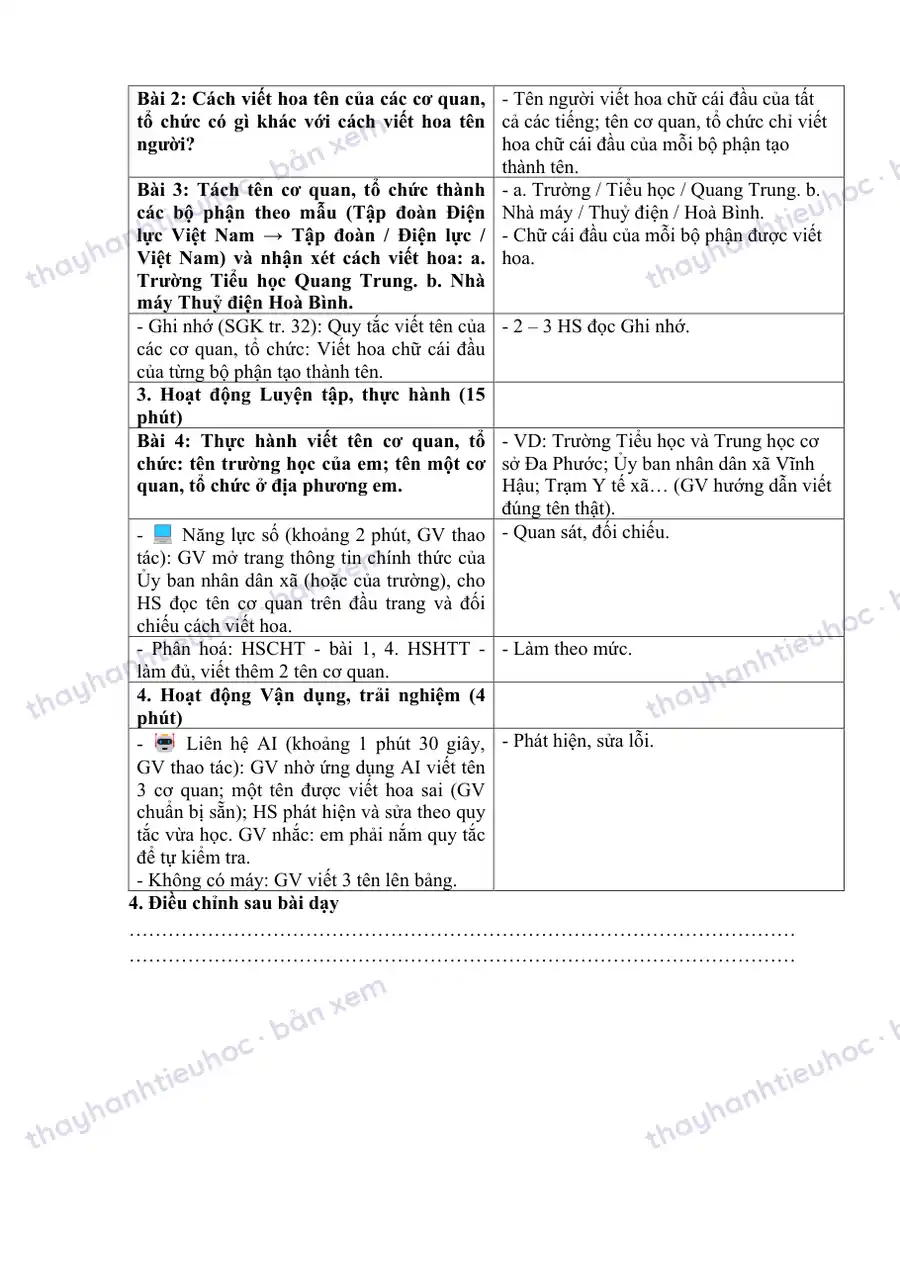 Bài 2: Cách viết hoa tên của các cơ quan,
tổ chức có gì khác với cách viết hoa tên
người?
- Tên người viết hoa chữ cái đầu của tất
cả các tiếng; tên cơ quan, tổ chức chỉ viết
hoa chữ cái đầu của mỗi bộ phận tạo
thành tên.
Bài 3: Tách tên cơ quan, tổ chức thành
các bộ phận theo mẫu (Tập đoàn Điện
lực Việt Nam → Tập đoàn / Điện lực /
Việt Nam) và nhận xét cách viết hoa: a.
Trường Tiểu học Quang Trung. b. Nhà
máy Thuỷ điện Hoà Bình.
- a. Trường / Tiểu học / Quang Trung. b.
Nhà máy / Thuỷ điện / Hoà Bình.
- Chữ cái đầu của mỗi bộ phận được viết
hoa.
- Ghi nhớ (SGK tr. 32): Quy tắc viết tên của
các cơ quan, tổ chức: Viết hoa chữ cái đầu
của từng bộ phận tạo thành tên.
- 2 – 3 HS đọc Ghi nhớ.
3. Hoạt động Luyện tập, thực hành (15
phút)
Bài 4: Thực hành viết tên cơ quan, tổ
chức: tên trường học của em; tên một cơ
quan, tổ chức ở địa phương em.
- VD: Trường Tiểu học và Trung học cơ
sở Đa Phước; Ủy ban nhân dân xã Vĩnh
Hậu; Trạm Y tế xã… (GV hướng dẫn viết
đúng tên thật).
- Năng lực số (khoảng 2 phút, GV thao
tác): GV mở trang thông tin chính thức của
Ủy ban nhân dân xã (hoặc của trường), cho
HS đọc tên cơ quan trên đầu trang và đối
chiếu cách viết hoa.
- Quan sát, đối chiếu.
- Phân hoá: HSCHT - bài 1, 4. HSHTT -
làm đủ, viết thêm 2 tên cơ quan.
- Làm theo mức.
4. Hoạt động Vận dụng, trải nghiệm (4
phút)
- Liên hệ AI (khoảng 1 phút 30 giây,
GV thao tác): GV nhờ ứng dụng AI viết tên
3 cơ quan; một tên được viết hoa sai (GV
chuẩn bị sẵn); HS phát hiện và sửa theo quy
tắc vừa học. GV nhắc: em phải nắm quy tắc
để tự kiểm tra.
- Không có máy: GV viết 3 tên lên bảng.
- Phát hiện, sửa lỗi.
4. Điều chỉnh sau bài dạy
……………………………………………………………………………………………
……………………………………………………………………………………………
thayhanhtieuhoc · bản xem
thayhanhtieuhoc · b
thayhanhtieuhoc · bản xem
thayhanhtieuhoc · b
thayhanhtieuhoc · bản xem
thayhanhtieuhoc · b